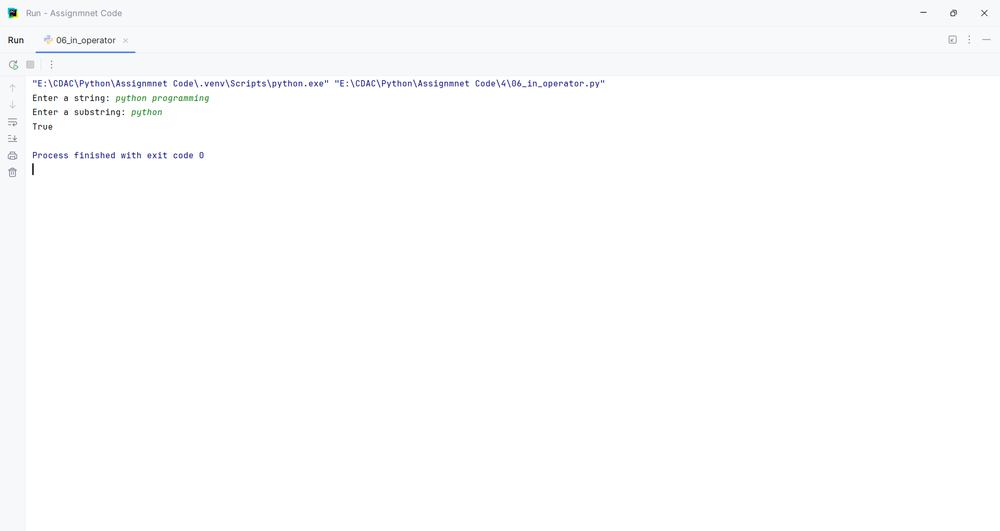 Run - Assignmnet Code
Run 06_in_operator
"E:\CDAC\Python\Assignmnet Code\.venv\Scripts\python.exe" "E:\CDAC\Python\Assignmnet Code\4\06_in_operator.py"
Enter a string: python programming
Enter a substring: python
True
Process finished with exit code 0